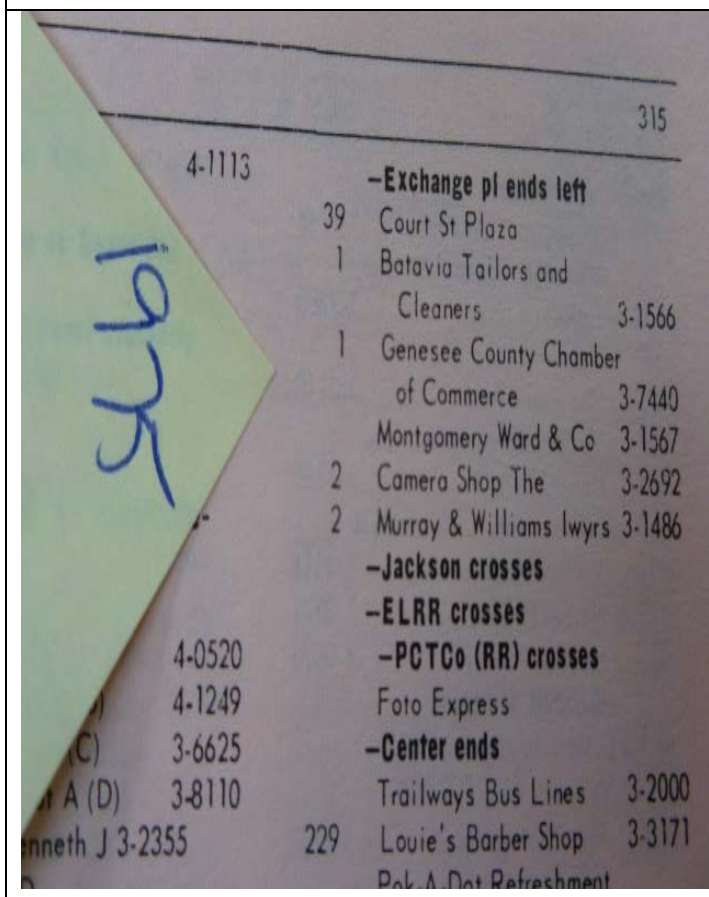 315
1975
4-1113
4-0520
4-1249
(C) 3-6625
A (D) 3-8110
enneth J 3-2355
–Exchange pl ends left
39 Court St Plaza
1 Batavia Tailors and
Cleaners 3-1566
1 Genesee County Chamber
of Commerce 3-7440
Montgomery Ward & Co 3-1567
2 Camera Shop The 3-2692
2 Murray & Williams lwyrs 3-1486
–Jackson crosses
–ELRR crosses
–PCTCo (RR) crosses
Foto Express
–Center ends
Trailways Bus Lines 3-2000
229 Louie's Barber Shop 3-3171
Pok-A-Dot Refreshment